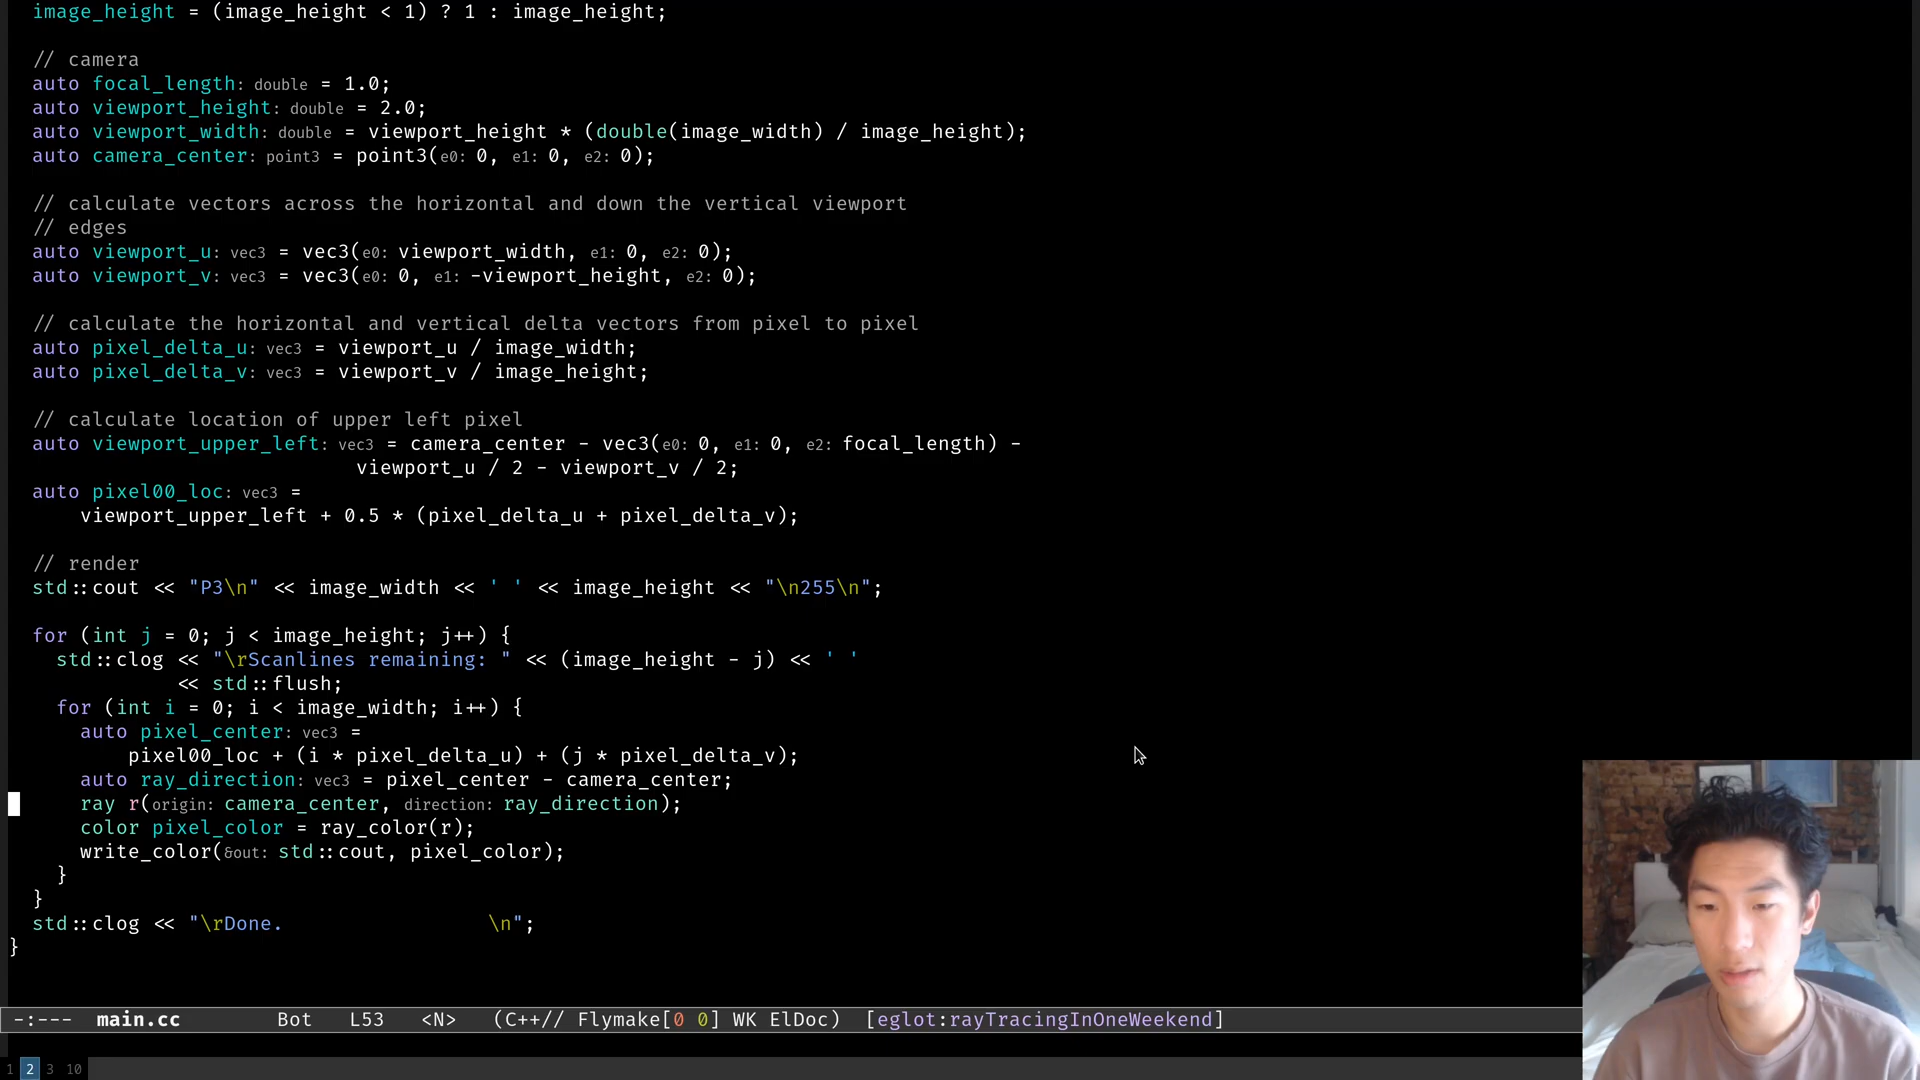 image_height = (image_height < 1) ? 1 : image_height;
// camera
auto focal_length: double = 1.0;
auto viewport_height: double = 2.0;
auto viewport_width: double = viewport_height * (double(image_width) / image_height);
auto camera_center: point3 = point3(e0: 0, e1: 0, e2: 0);
// calculate vectors across the horizontal and down the vertical viewport
// edges
auto viewport_u: vec3 = vec3(e0: viewport_width, e1: 0, e2: 0);
auto viewport_v: vec3 = vec3(e0: 0, e1: -viewport_height, e2: 0);
// calculate the horizontal and vertical delta vectors from pixel to pixel
auto pixel_delta_u: vec3 = viewport_u / image_width;
auto pixel_delta_v: vec3 = viewport_v / image_height;
// calculate location of upper left pixel
auto viewport_upper_left: vec3 = camera_center - vec3(e0: 0, e1: 0, e2: focal_length) -
viewport_u / 2 - viewport_v / 2;
auto pixel00_loc: vec3 =
viewport_upper_left + 0.5 * (pixel_delta_u + pixel_delta_v);
// render
std::cout << "P3\n" << image_width << ' ' << image_height << "\n255\n";
for (int j = 0; j < image_height; j++) {
std::clog << "\rScanlines remaining: " << (image_height - j) << ' '
<< std::flush;
for (int i = 0; i < image_width; i++) {
auto pixel_center: vec3 =
pixel00_loc + (i * pixel_delta_u) + (j * pixel_delta_v);
auto ray_direction: vec3 = pixel_center - camera_center;
ray r(origin: camera_center, direction: ray_direction);
color pixel_color = ray_color(r);
write_color(&out: std::cout, pixel_color);
}
}
std::clog << "\rDone.                 \n";
}
-:--- main.cc Bot L53 <N> (C++// Flymake[0 0] WK ElDoc) [eglot:rayTracingInOneWeekend]
1 2 3 10